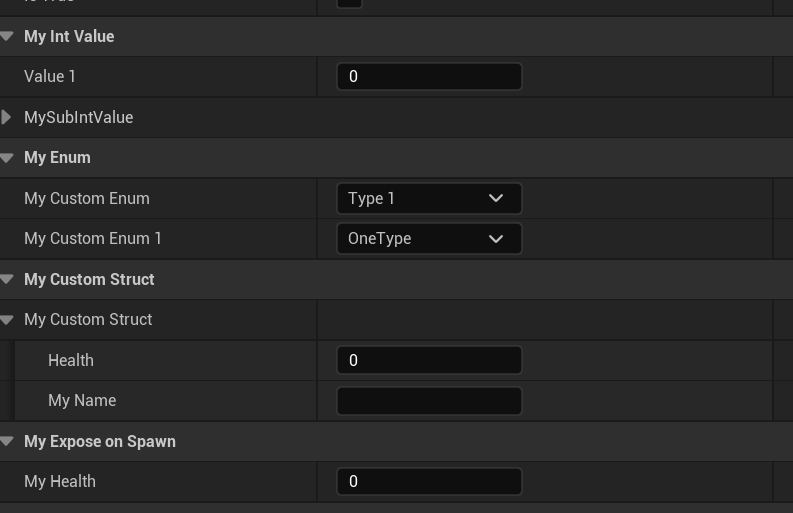 My Int Value
Value 1 0
MySubIntValue
My Enum
My Custom Enum Type 1
My Custom Enum 1 OneType
My Custom Struct
My Custom Struct
Health 0
My Name
My Expose on Spawn
My Health 0